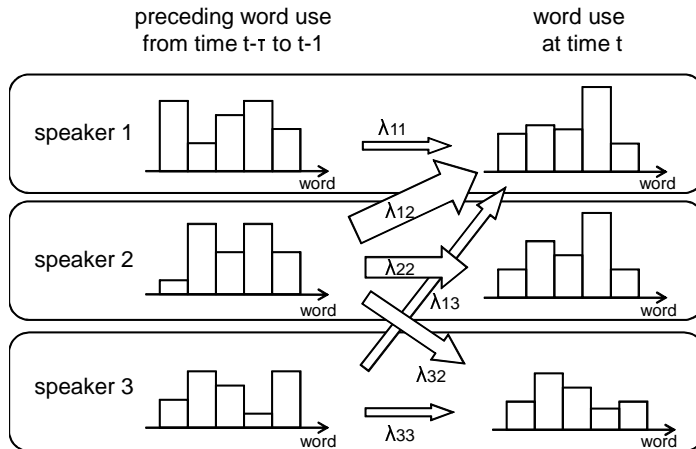 preceding word use
from time t-τ to t-1
word use
at time t
speaker 1
λ11
word
word
λ12
speaker 2
λ22
λ13
word
word
λ32
speaker 3
λ33
word
word